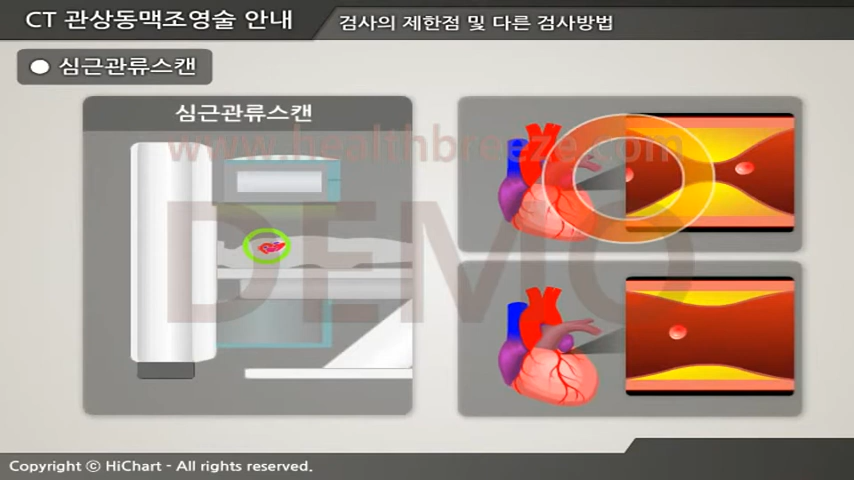 CT 관상동맥조영술 안내
검사의 제한점 및 다른 검사방법
심근관류스캔
심근관류스캔
www.healthbreeze.com
DEMO
Copyright ⓒ HiChart - All rights reserved.